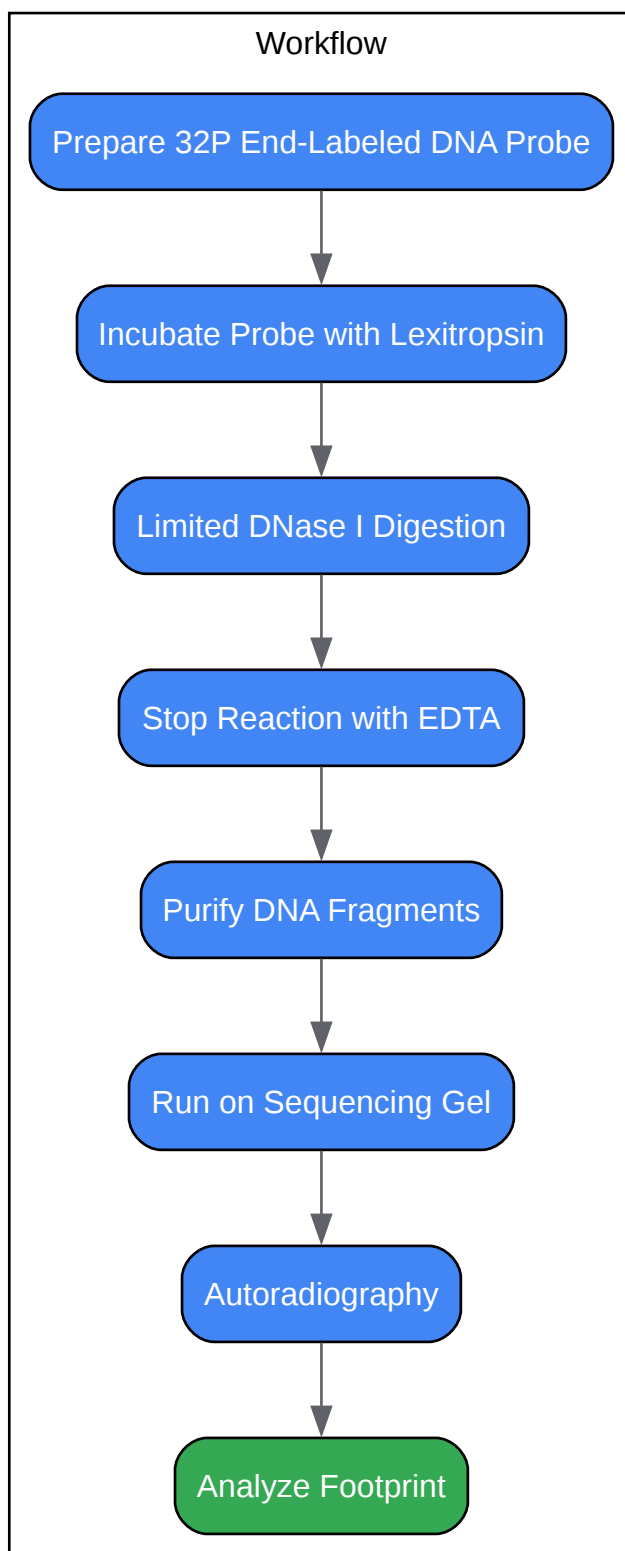 Workflow
Prepare 32P End-Labeled DNA Probe
Incubate Probe with Lexitropsin
Limited DNase I Digestion
Stop Reaction with EDTA
Purify DNA Fragments
Run on Sequencing Gel
Autoradiography
Analyze Footprint